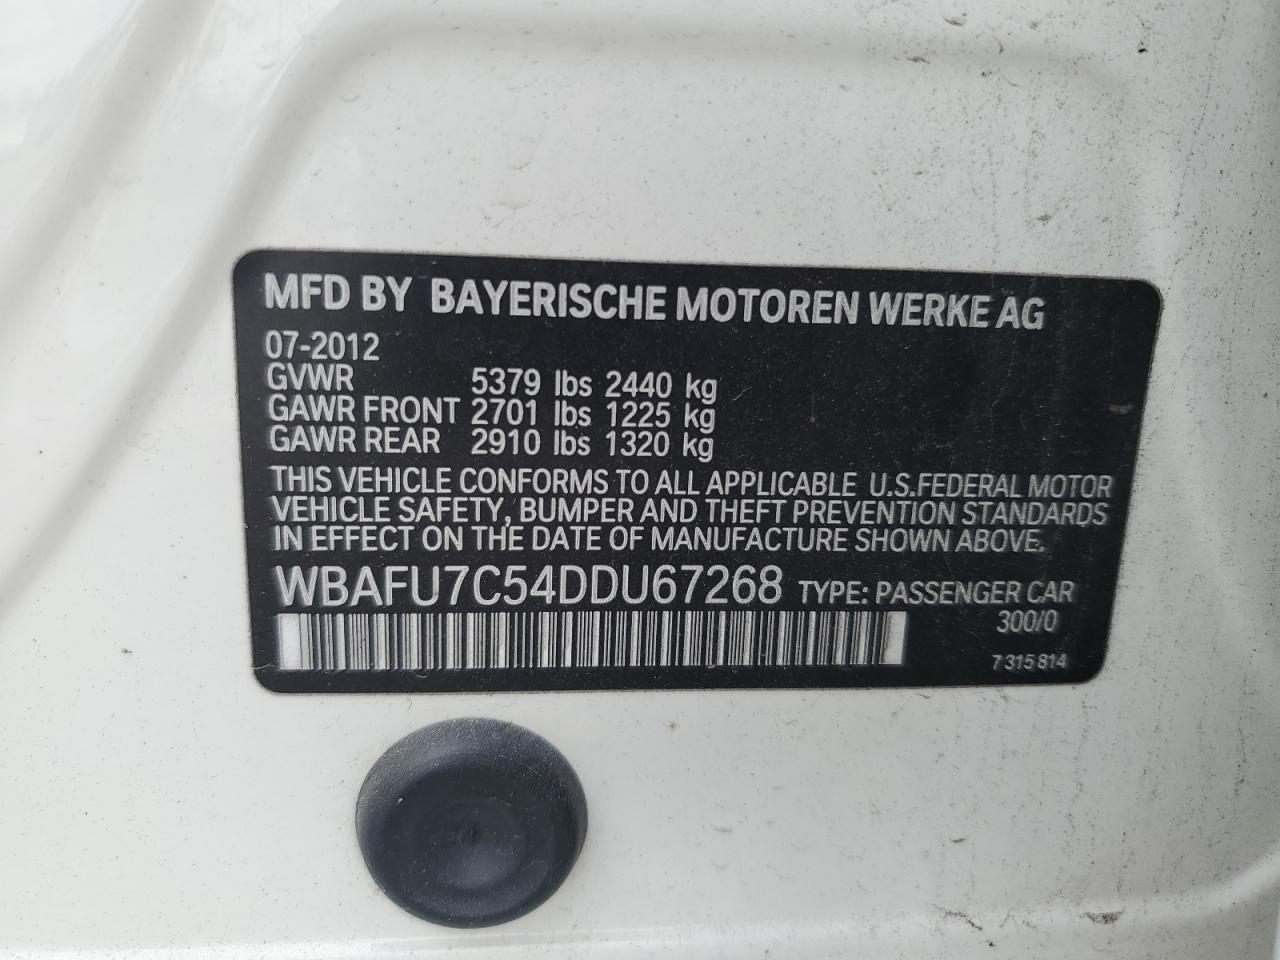 MFD BY BAYERISCHE MOTOREN WERKE AG
07-2012
GVWR 5379 lbs 2440 kg
GAWR FRONT 2701 lbs 1225 kg
GAWR REAR 2910 lbs 1320 kg
THIS VEHICLE CONFORMS TO ALL APPLICABLE U.S.FEDERAL MOTOR
VEHICLE SAFETY, BUMPER AND THEFT PREVENTION STANDARDS
IN EFFECT ON THE DATE OF MANUFACTURE SHOWN ABOVE.
WBAFU7C54DDU67268 TYPE: PASSENGER CAR
300/0
7 315 814